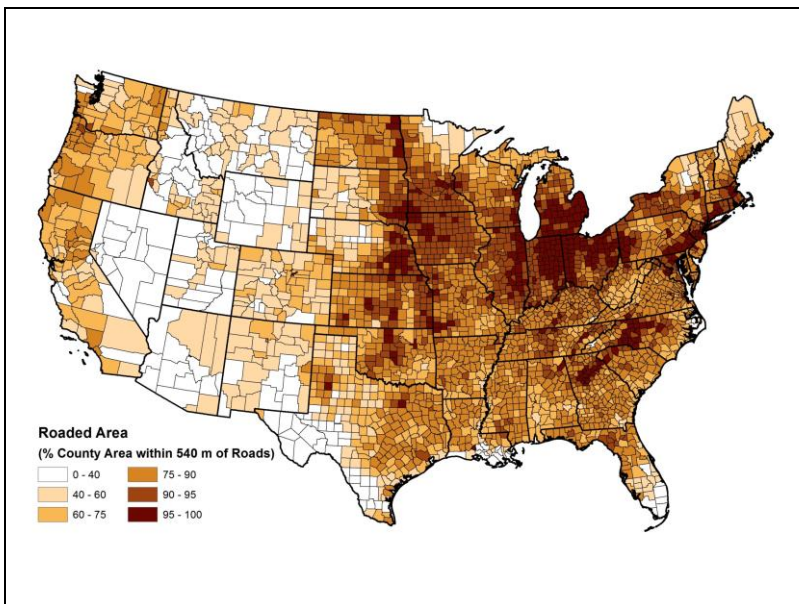 Roaded Area
(% County Area within 540 m of Roads)
0 - 40 75 - 90
40 - 60 90 - 95
60 - 75 95 - 100